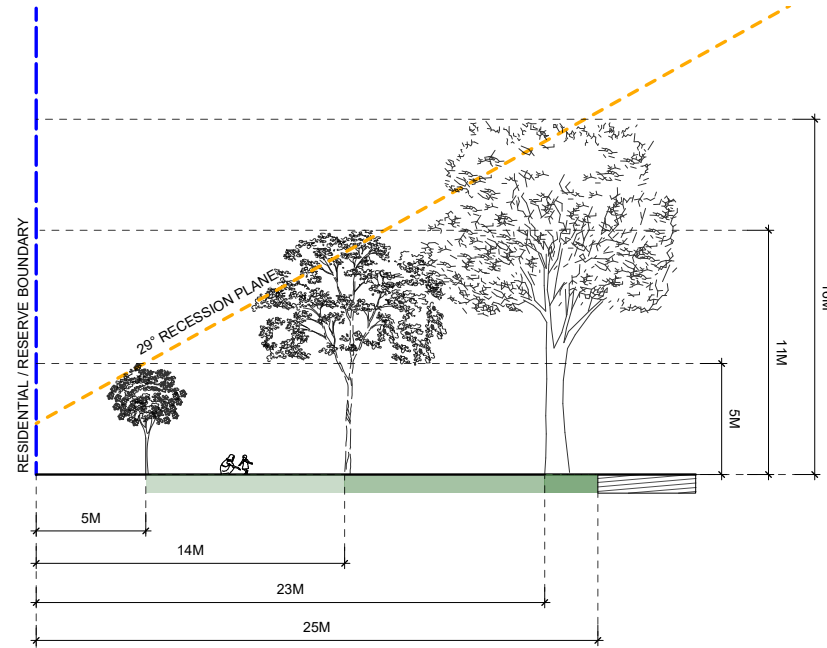 RESIDENTIAL / RESERVE BOUNDARY
29° RECESSION PLANE
11M
5M
5M
14M
23M
25M